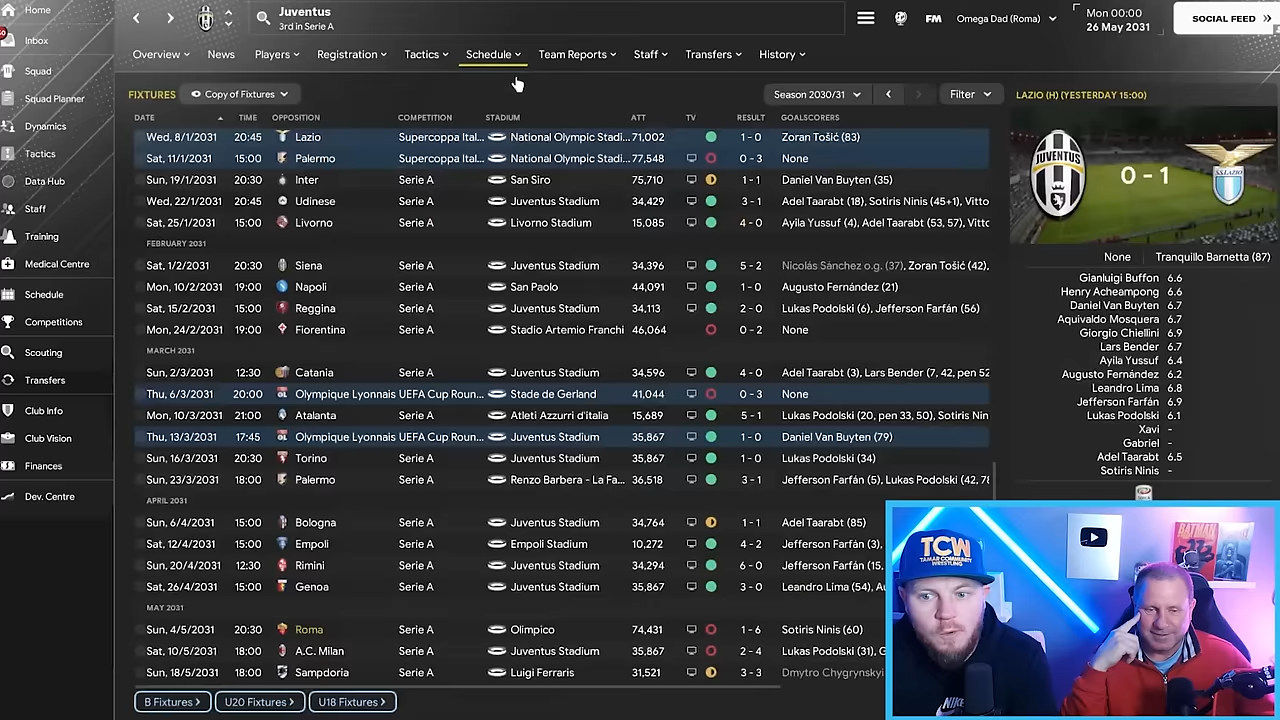 Home
Inbox
Squad
Squad Planner
Dynamics
Tactics
Data Hub
Staff
Training
Medical Centre
Schedule
Competitions
Scouting
Transfers
Club Info
Club Vision
Finances
Dev. Centre
Juventus
3rd in Serie A
FM Omega Dad (Roma)
Mon 00:00
26 May 2031
SOCIAL FEED
Overview News Players Registration Tactics Schedule Team Reports Staff Transfers History
FIXTURES Copy of Fixtures Season 2030/31 Filter
DATE TIME OPPOSITION COMPETITION STADIUM ATT TV RESULT GOALSCORERS
Wed, 8/1/2031 20:45 Lazio Supercoppa Ital... National Olympic Stadi... 71,002 1-0 Zoran Tošić (83)
Sat, 11/1/2031 15:00 Palermo Supercoppa Ital... National Olympic Stadi... 77,548 0-3 None
Sun, 19/1/2031 20:30 Inter Serie A San Siro 75,710 1-1 Daniel Van Buyten (35)
Wed, 22/1/2031 20:45 Udinese Serie A Juventus Stadium 34,429 3-1 Adel Taarabt (18), Sotiris Ninis (45+1), Vitto
Sat, 25/1/2031 15:00 Livorno Serie A Livorno Stadium 15,085 4-0 Ayila Yussuf (4), Adel Taarabt (53, 57), Vitto
FEBRUARY 2031
Sat, 1/2/2031 20:30 Siena Serie A Juventus Stadium 34,396 5-2 Nicolás Sánchez o.g. (37), Zoran Tošić (42),
Mon, 10/2/2031 19:00 Napoli Serie A San Paolo 44,091 1-0 Augusto Fernández (21)
Sat, 15/2/2031 15:00 Reggina Serie A Juventus Stadium 34,113 2-0 Lukas Podolski (6), Jefferson Farfán (56)
Mon, 24/2/2031 19:00 Fiorentina Serie A Stadio Artemio Franchi 46,064 0-2 None
MARCH 2031
Sun, 2/3/2031 12:30 Catania Serie A Juventus Stadium 34,596 4-0 Adel Taarabt (3), Lars Bender (7, 42, pen 52
Thu, 6/3/2031 20:00 Olympique Lyonnais UEFA Cup Roun... Stade de Gerland 41,044 0-3 None
Mon, 10/3/2031 21:00 Atalanta Serie A Atleti Azzurri d'italia 15,689 5-1 Lukas Podolski (20, pen 33, 50), Sotiris Nin
Thu, 13/3/2031 17:45 Olympique Lyonnais UEFA Cup Roun... Juventus Stadium 35,867 1-0 Daniel Van Buyten (79)
Sun, 16/3/2031 20:30 Torino Serie A Juventus Stadium 35,867 1-0 Lukas Podolski (34)
Sun, 23/3/2031 18:00 Palermo Serie A Renzo Barbera - La Fa... 36,518 3-1 Jefferson Farfán (5), Lukas Podolski (42, 78
APRIL 2031
Sun, 6/4/2031 15:00 Bologna Serie A Juventus Stadium 34,764 1-1 Adel Taarabt (85)
Sat, 12/4/2031 15:00 Empoli Serie A Empoli Stadium 10,272 4-2 Jefferson Farfán (3),
Sun, 20/4/2031 20:30 Rimini Serie A Juventus Stadium 34,294 6-0 Jefferson Farfán (15,
Sat, 26/4/2031 15:00 Genoa Serie A Juventus Stadium 35,867 3-0 Leandro Lima (54), Au
MAY 2031
Sun, 4/5/2031 20:30 Roma Serie A Olimpico 74,431 1-6 Sotiris Ninis (60)
Sat, 10/5/2031 18:00 A.C. Milan Serie A Juventus Stadium 35,867 2-4 Lukas Podolski (31), G
Sun, 18/5/2031 18:00 Sampdoria Serie A Luigi Ferraris 31,521 3-3 Dmytro Chygrynskyi
B Fixtures U20 Fixtures U18 Fixtures
LAZIO (H) (YESTERDAY 15:00)
JUVENTUS 0 - 1 S.S. LAZIO
None Tranquillo Barnetta (87)
Gianluigi Buffon 6.6
Henry Acheampong 6.6
Daniel Van Buyten 6.7
Aquivaldo Mosquera 6.7
Giorgio Chiellini 6.9
Lars Bender 6.7
Ayila Yussuf 6.4
Augusto Fernández 6.2
Leandro Lima 6.8
Jefferson Farfán 6.9
Lukas Podolski 6.1
Xavi -
Gabriel -
Adel Taarabt 6.5
Sotiris Ninis -
TCW
TAMAR COMMUNITY
WRESTLING
BATMAN
NIKE